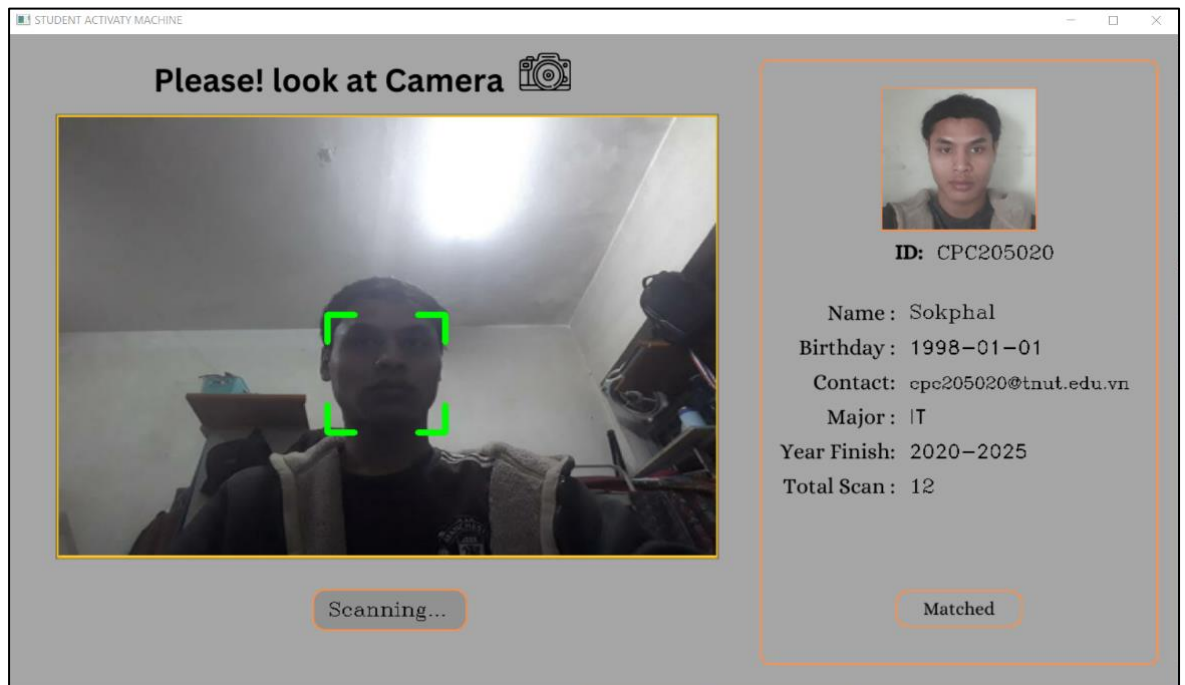 STUDENT ACTIVATY MACHINE
Please! look at Camera
ID: CPC205020
Name : Sokphal
Birthday : 1998-01-01
Contact: cpc205020@tnut.edu.vn
Major : IT
Year Finish: 2020-2025
Total Scan : 12
Scanning...
Matched